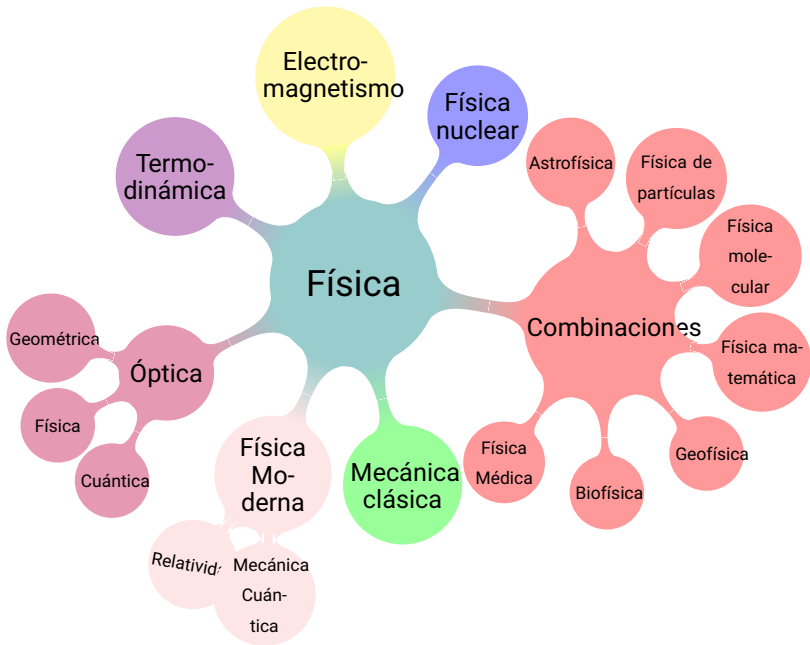 Electro-
magnetismo
Física
nuclear
Termo-
dinámica
Astrofísica
Física de
partículas
Física
mole-
cular
Física
Combinaciones
Física ma-
temática
Geométrica
Óptica
Física
Cuántica
Física
Mo-
derna
Mecánica
clásica
Física
Médica
Biofísica
Geofísica
Mecánica
Cuán-
tica